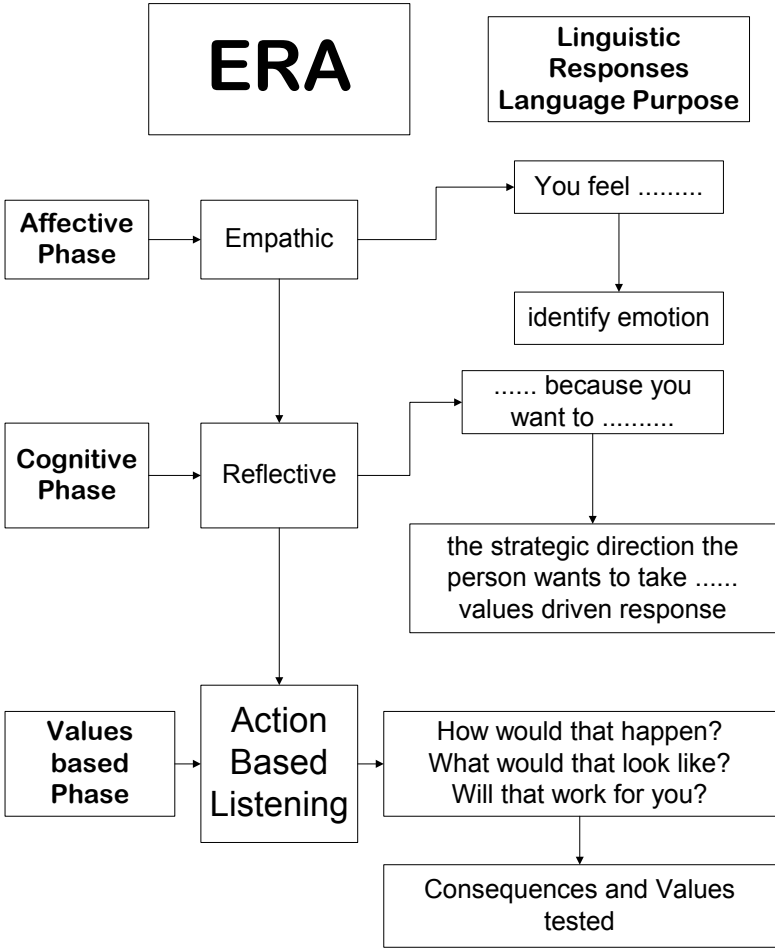 ERA
Linguistic
Responses
Language Purpose
Affective
Phase
Empathic
You feel .........
identify emotion
Cognitive
Phase
Reflective
...... because you
want to ..........
the strategic direction the
person wants to take ......
values driven response
Values
based
Phase
Action
Based
Listening
How would that happen?
What would that look like?
Will that work for you?
Consequences and Values
tested